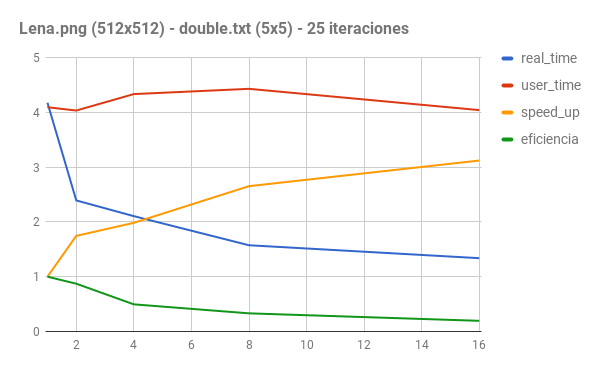 Lena.png (512x512) - double.txt (5x5) - 25 iteraciones
5
4
3
2
1
0
2 4 6 8 10 12 14 16
real_time
user_time
speed_up
eficiencia